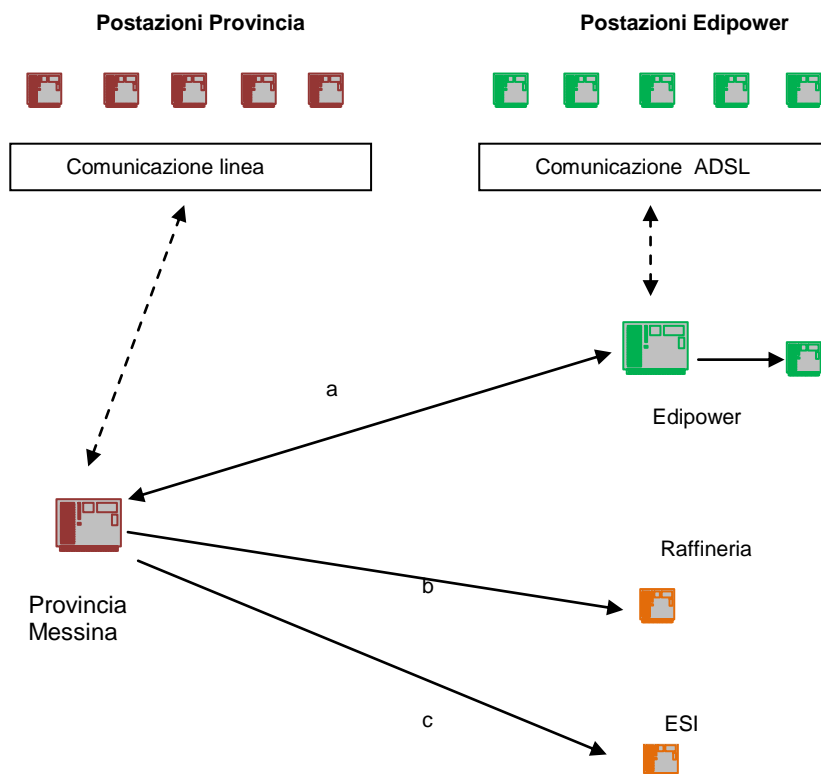 Postazioni Provincia
Postazioni Edipower
Comunicazione linea
Comunicazione ADSL
a
Edipower
Raffineria
b
Provincia
Messina
c
ESI